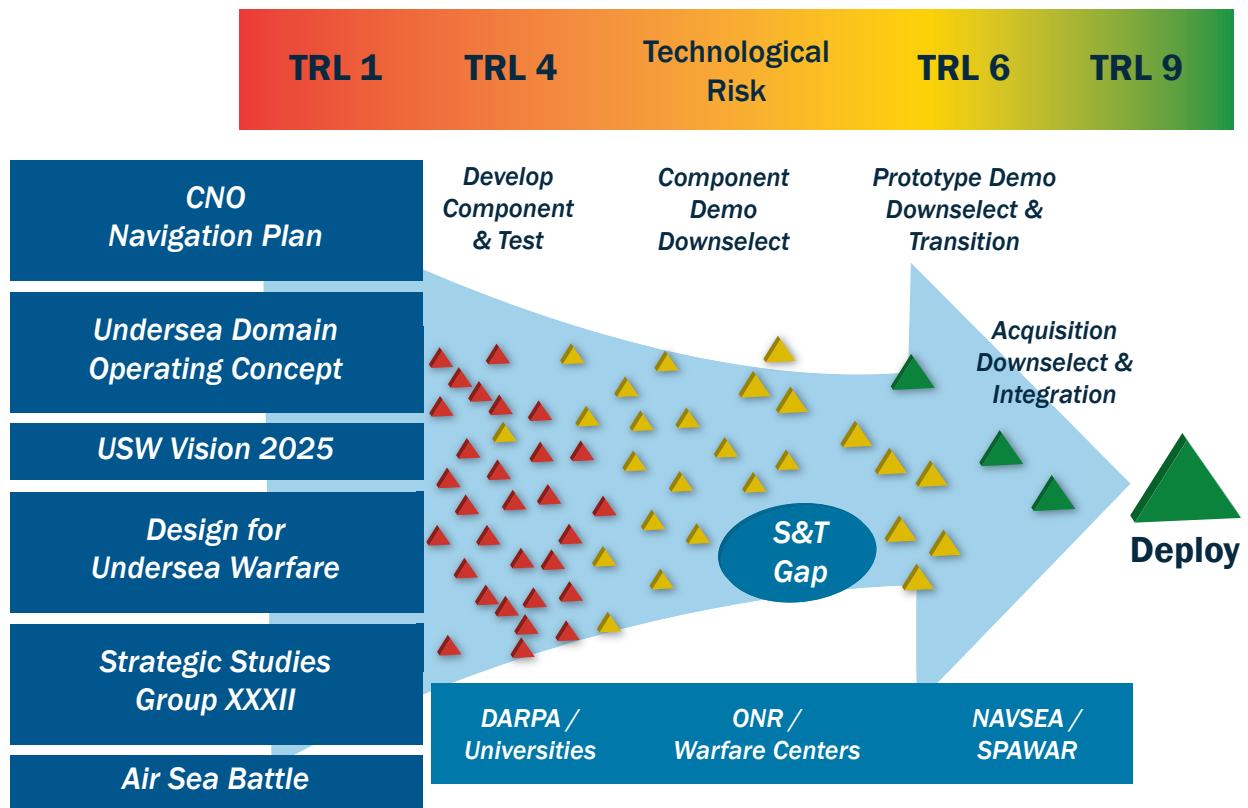 TRL 1
TRL 4
Technological
Risk
TRL 6
TRL 9
CNO
Navigation Plan
Undersea Domain
Operating Concept
USW Vision 2025
Design for
Undersea Warfare
Strategic Studies
Group XXXII
Air Sea Battle
Develop
Component
& Test
Component
Demo
Downselect
Prototype Demo
Downselect &
Transition
Acquisition
Downselect &
Integration
S&T
Gap
Deploy
DARPA /
Universities
ONR /
Warfare Centers
NAVSEA /
SPAWAR